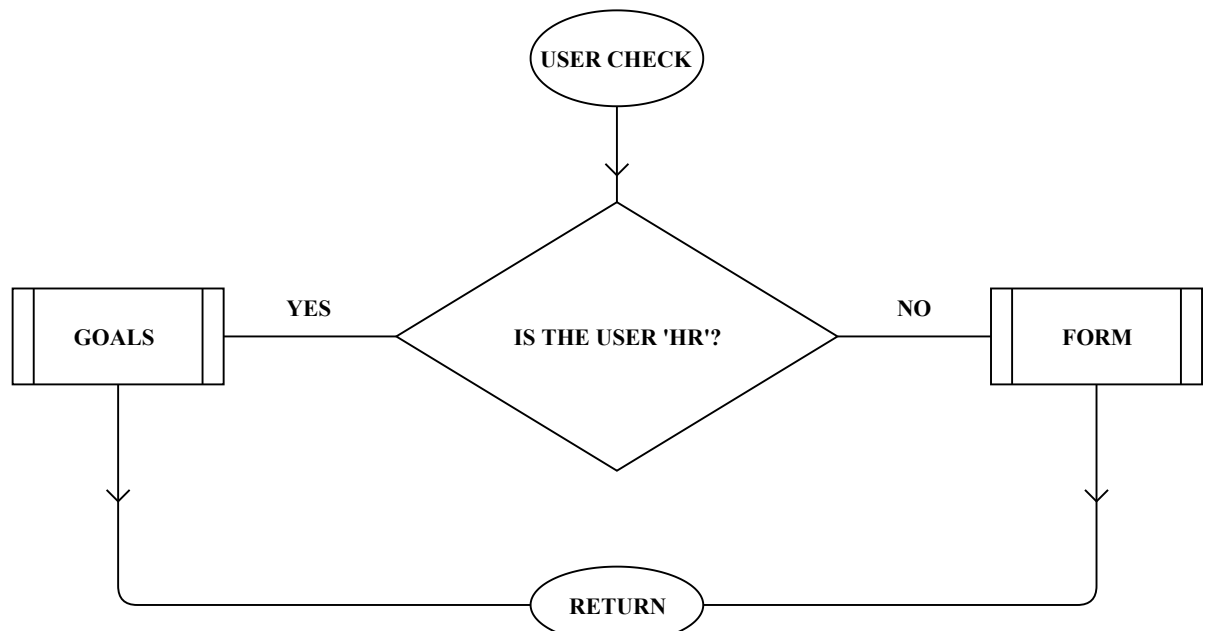 USER CHECK
YES
NO
GOALS
IS THE USER 'HR'?
FORM
RETURN